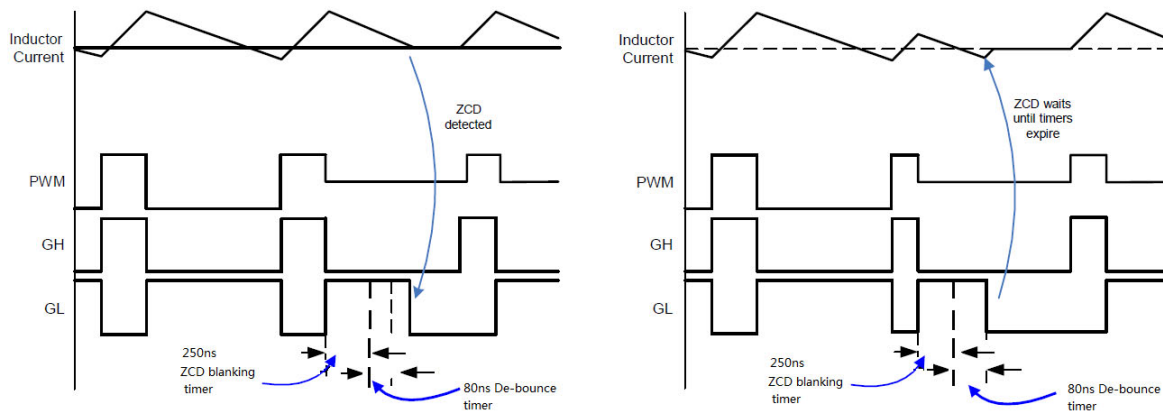 Inductor
Current
ZCD
detected
PWM
GH
GL
250ns
ZCD blanking
timer
80ns De-bounce
timer
Inductor
Current
ZCD waits
until timers
expire
PWM
GH
GL
250ns
ZCD blanking
timer
80ns De-bounce
timer